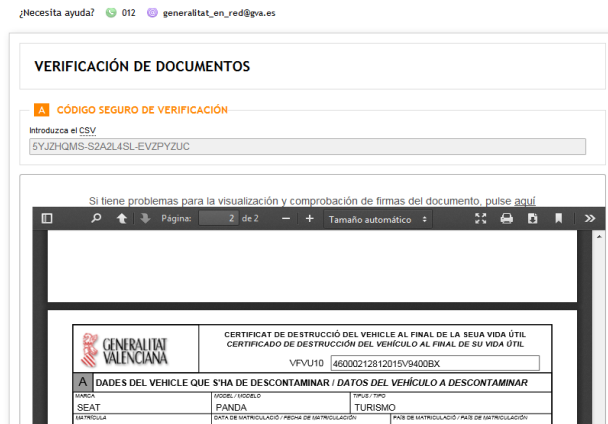 ¿Necesita ayuda? 012 generalitat_en_red@gva.es
VERIFICACIÓN DE DOCUMENTOS
A CÓDIGO SEGURO DE VERIFICACIÓN
Introduzca el CSV
5YJZHQMS-S2A2L4SL-EVZPYZUC
Si tiene problemas para la visualización y comprobación de firmas del documento, pulse aquí
Página: 2 de 2 Tamaño automático
GENERALITAT
VALENCIANA
CERTIFICAT DE DESTRUCCIÓ DEL VEHICLE AL FINAL DE LA SEUA VIDA ÚTIL
CERTIFICADO DE DESTRUCCIÓN DEL VEHÍCULO AL FINAL DE SU VIDA ÚTIL
VFVU10 46000212812015V9400BX
A DADES DEL VEHICLE QUE S'HA DE DESCONTAMINAR / DATOS DEL VEHÍCULO A DESCONTAMINAR
MARCA MODEL / MODELO TIPUS / TIPO
SEAT PANDA TURISMO
MATRÍCULA DATA DE MATRICULACIÓ / FECHA DE MATRICULACIÓN PAÍS DE MATRICULACIÓ / PAÍS DE MATRICULACIÓN